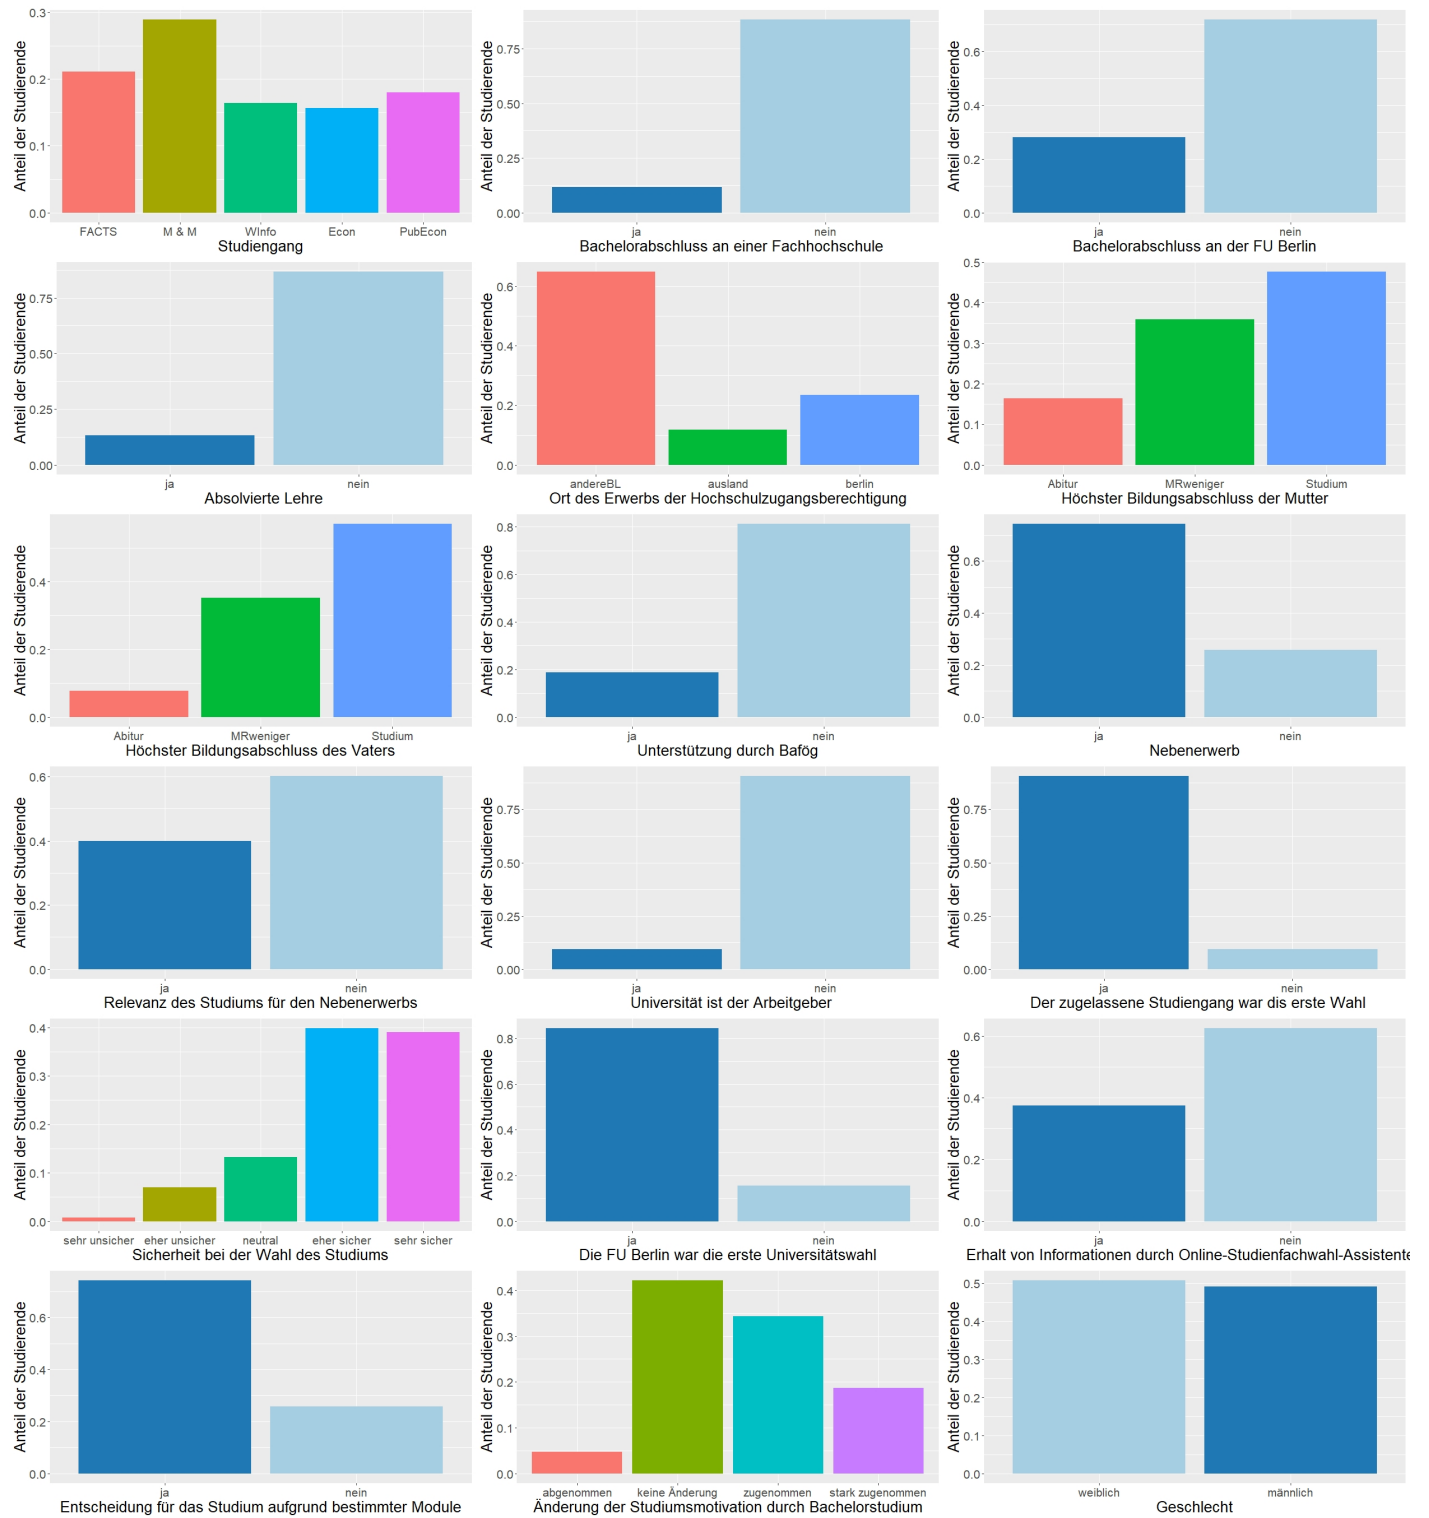 Anteil der Studierende
0.3
0.2
0.1
0.0
FACTS M & M WInfo Econ PubEcon
Studiengang
Anteil der Studierende
0.75
0.50
0.25
0.00
ja nein
Bachelorabschluss an einer Fachhochschule
Anteil der Studierende
0.6
0.4
0.2
0.0
ja nein
Bachelorabschluss an der FU Berlin
Anteil der Studierende
0.75
0.50
0.25
0.00
ja nein
Absolvierte Lehre
Anteil der Studierende
0.6
0.4
0.2
0.0
andereBL ausland berlin
Ort des Erwerbs der Hochschulzugangsberechtigung
Anteil der Studierende
0.5
0.4
0.3
0.2
0.1
0.0
Abitur MRweniger Studium
Höchster Bildungsabschluss der Mutter
Anteil der Studierende
0.4
0.2
0.0
Abitur MRweniger Studium
Höchster Bildungsabschluss des Vaters
Anteil der Studierende
0.8
0.6
0.4
0.2
0.0
ja nein
Unterstützung durch Bafög
Anteil der Studierende
0.6
0.4
0.2
0.0
ja nein
Nebenerwerb
Anteil der Studierende
0.6
0.4
0.2
0.0
ja nein
Relevanz des Studiums für den Nebenerwerbs
Anteil der Studierende
0.75
0.50
0.25
0.00
ja nein
Universität ist der Arbeitgeber
Anteil der Studierende
0.75
0.50
0.25
0.00
ja nein
Der zugelassene Studiengang war dis erste Wahl
Anteil der Studierende
0.4
0.3
0.2
0.1
0.0
sehr unsicher eher unsicher neutral eher sicher sehr sicher
Sicherheit bei der Wahl des Studiums
Anteil der Studierende
0.8
0.6
0.4
0.2
0.0
ja nein
Die FU Berlin war die erste Universitätswahl
Anteil der Studierende
0.6
0.4
0.2
0.0
ja nein
Erhalt von Informationen durch Online-Studienfachwahl-Assistente
Anteil der Studierende
0.6
0.4
0.2
0.0
ja nein
Entscheidung für das Studium aufgrund bestimmter Module
Anteil der Studierende
0.4
0.3
0.2
0.1
0.0
abgenommen keine Änderung zugenommen stark zugenommen
Änderung der Studiumsmotivation durch Bachelorstudium
Anteil der Studierende
0.5
0.4
0.3
0.2
0.1
0.0
weiblich männlich
Geschlecht